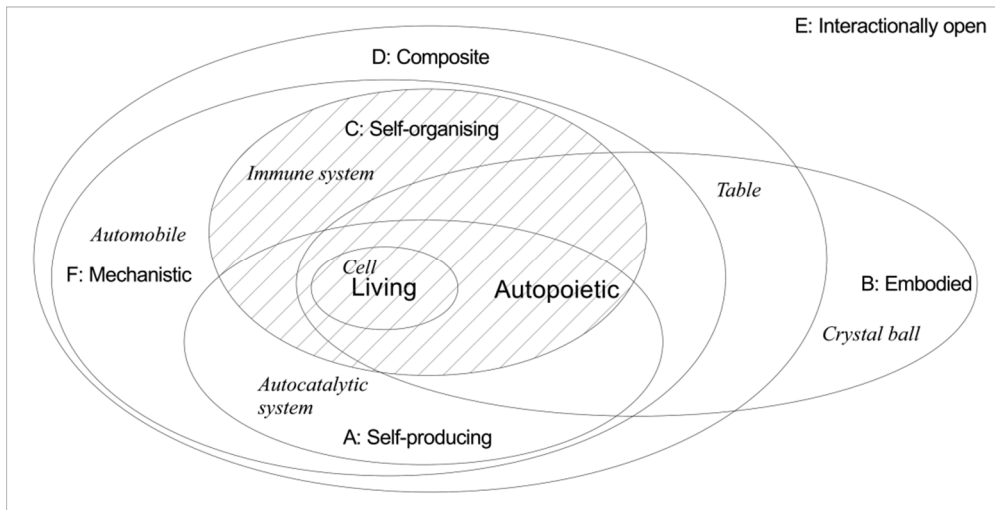 E: Interactionally open
D: Composite
C: Self-organising
Immune system
Table
Automobile
F: Mechanistic
Cell
Living
Autopoietic
B: Embodied
Crystal ball
Autocatalytic
system
A: Self-producing